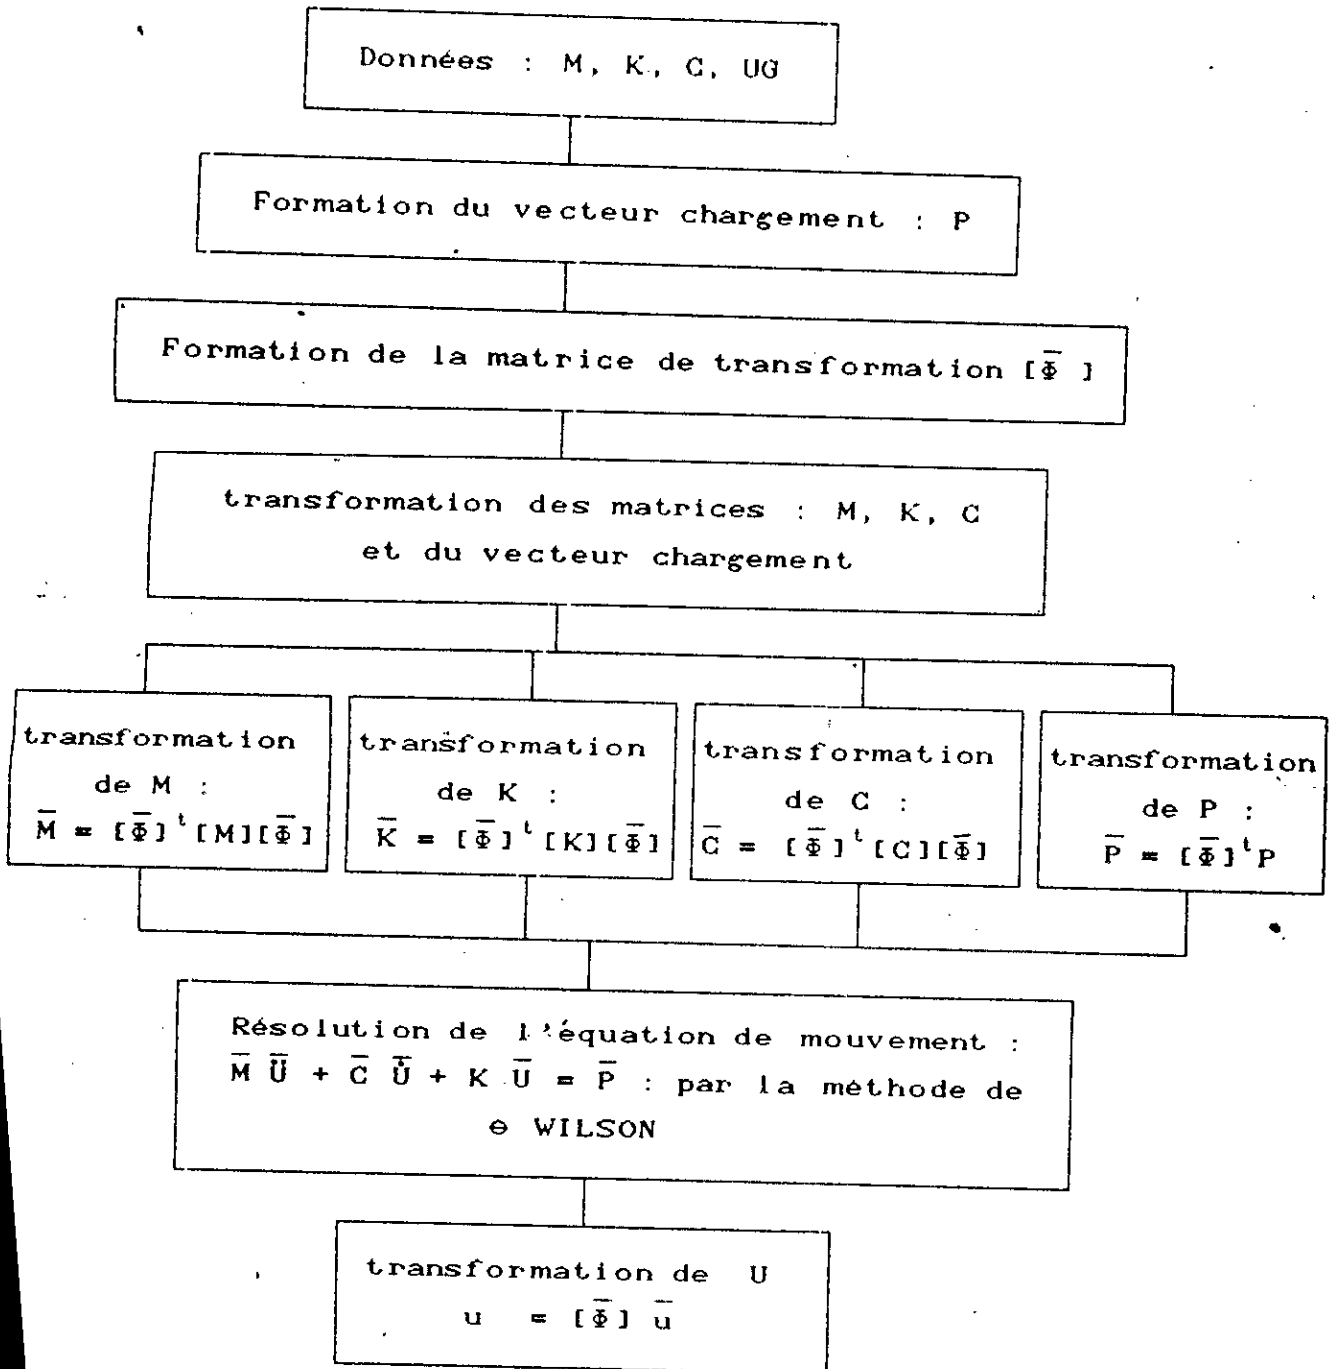 Données : M, K, C, UG
Formation du vecteur chargement : P
Formation de la matrice de transformation [Φ̅ ]
transformation des matrices : M, K, C
et du vecteur chargement
transformation
de M :
M̅ = [Φ̅]ᵗ[M][Φ̅]
transformation
de K :
K̅ = [Φ̅]ᵗ[K][Φ̅]
transformation
de C :
C̅ = [Φ̅]ᵗ[C][Φ̅]
transformation
de P :
P̅ = [Φ̅]ᵗP
Résolution de l'équation de mouvement :
M̅ Ü̅ + C̅ U̇̅ + K U̅ = P̅ : par la méthode de
θ WILSON
transformation de U
u = [Φ̅] u̅